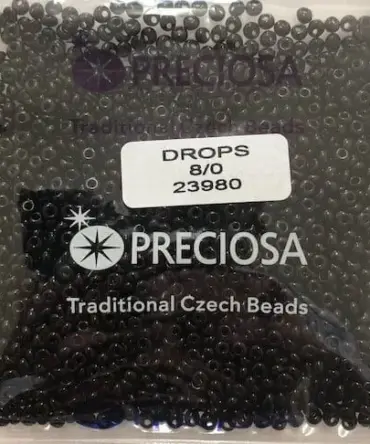 PRECIOSA
Traditional Czech Beads
DROPS
8/0
23980
PRECIOSA
Traditional Czech Beads